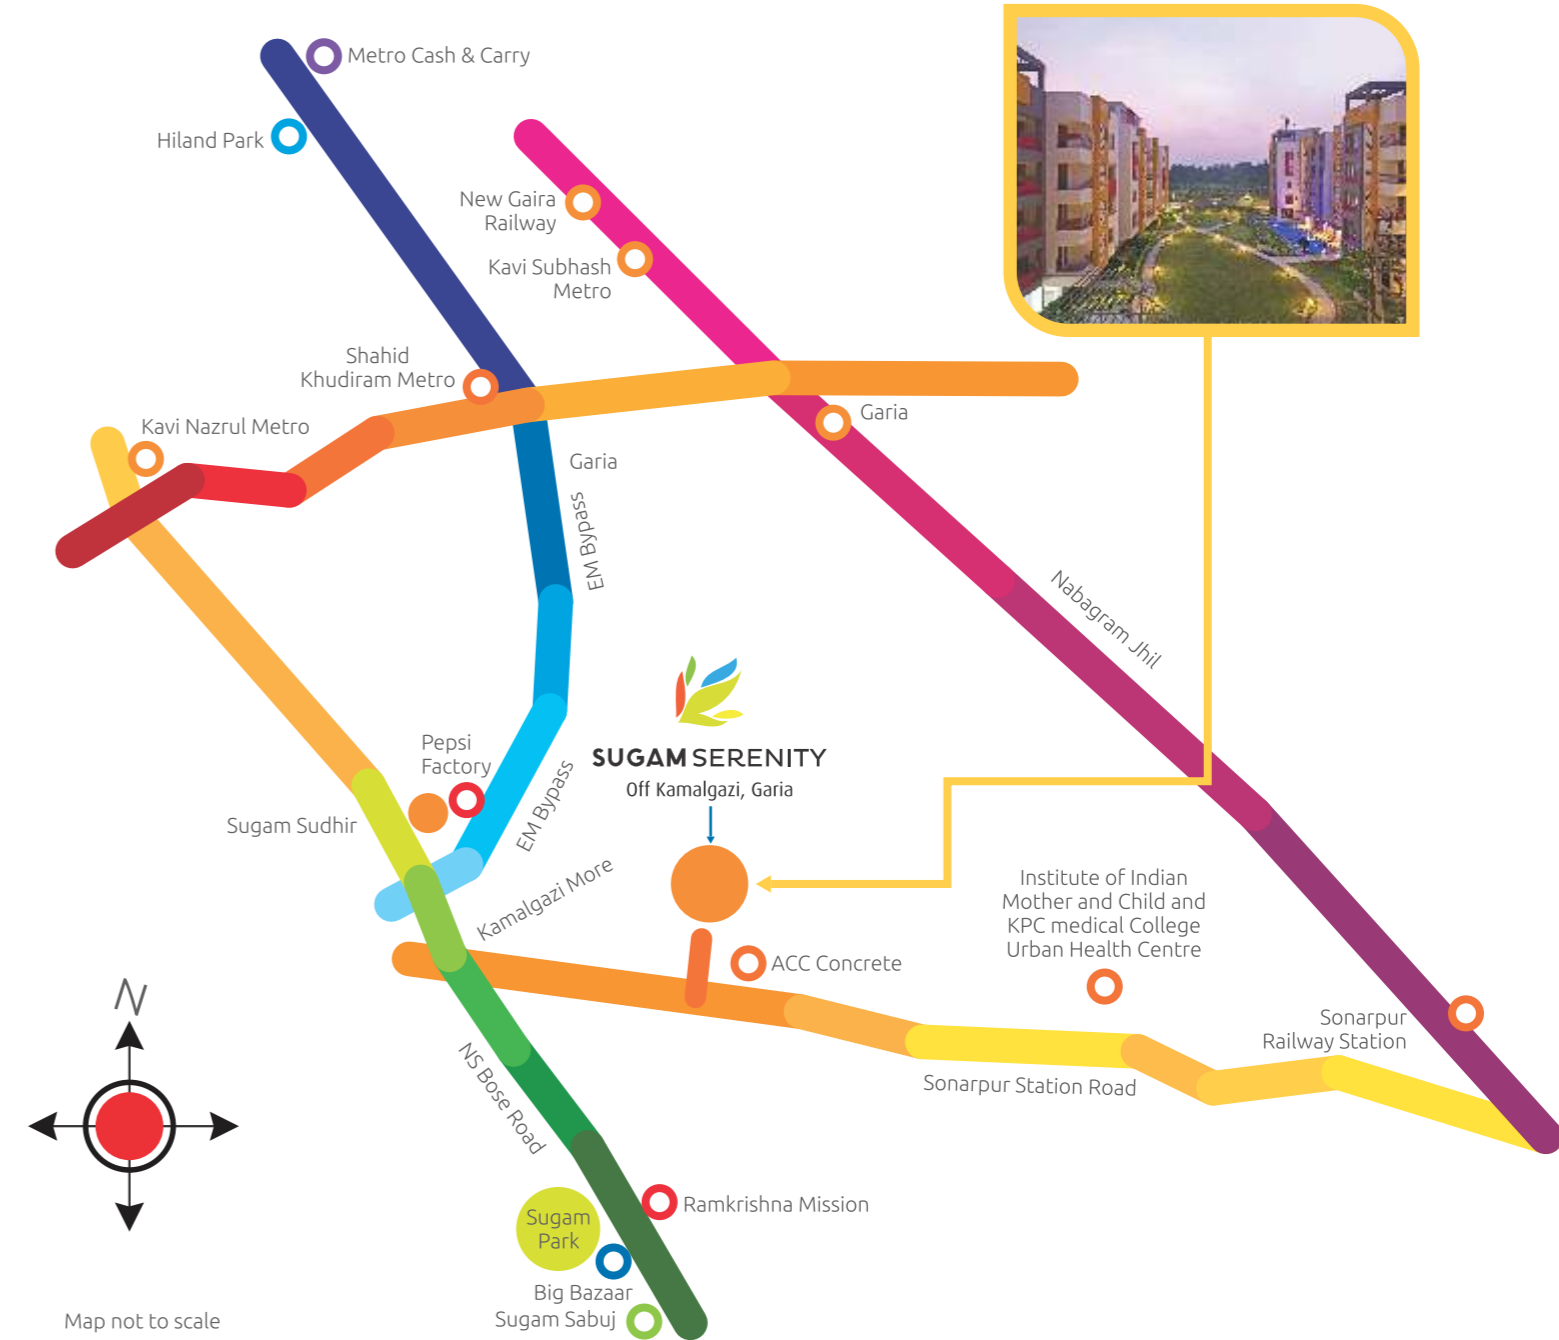 Metro Cash & Carry
Hiland Park
New Gaira
Railway
Kavi Subhash
Metro
Shahid
Khudiram Metro
Kavi Nazrul Metro
Garia
Garia
EM Bypass
Nabagram Jhil
SUGAM SERENITY
Off Kamalgazi, Garia
Pepsi
Factory
EM Bypass
Sugam Sudhir
Kamalgazi More
Institute of Indian
Mother and Child and
KPC medical College
Urban Health Centre
ACC Concrete
N
Sonarpur
Railway Station
Sonarpur Station Road
NS Bose Road
Ramkrishna Mission
Sugam
Park
Big Bazaar
Sugam Sabuj
Map not to scale